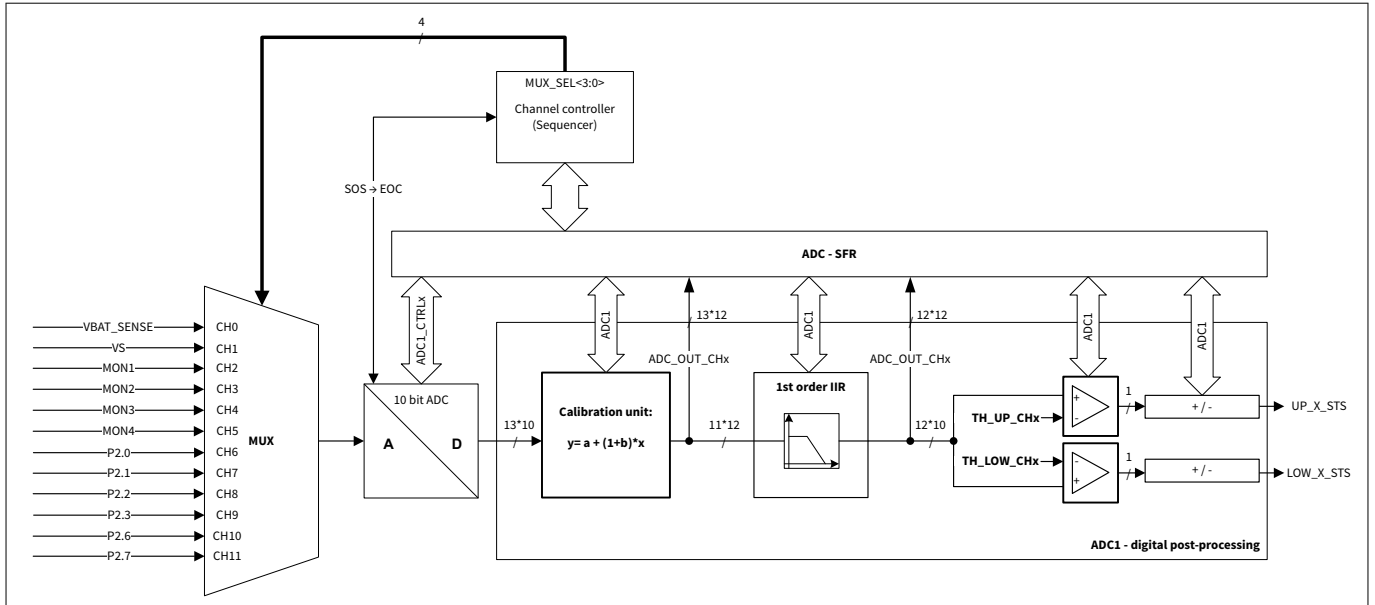 4
MUX_SEL<3:0>
Channel controller
(Sequencer)
SOS → EOC
ADC - SFR
ADC1_CTRLx
ADC1
13*12
ADC1
12*12
ADC1
ADC1
VBAT_SENSE
CH0
VS
CH1
MON1
CH2
MON2
CH3
MON3
CH4
MON4
CH5
P2.0
CH6
P2.1
CH7
P2.2
CH8
P2.3
CH9
P2.6
CH10
P2.7
CH11
MUX
10 bit ADC
A
D
13*10
Calibration unit:
y= a + (1+b)*x
ADC_OUT_CHx
11*12
1st order IIR
ADC_OUT_CHx
12*10
TH_UP_CHx
+
-
1
+ / -
UP_X_STS
TH_LOW_CHx
-
+
1
+ / -
LOW_X_STS
ADC1 - digital post-processing